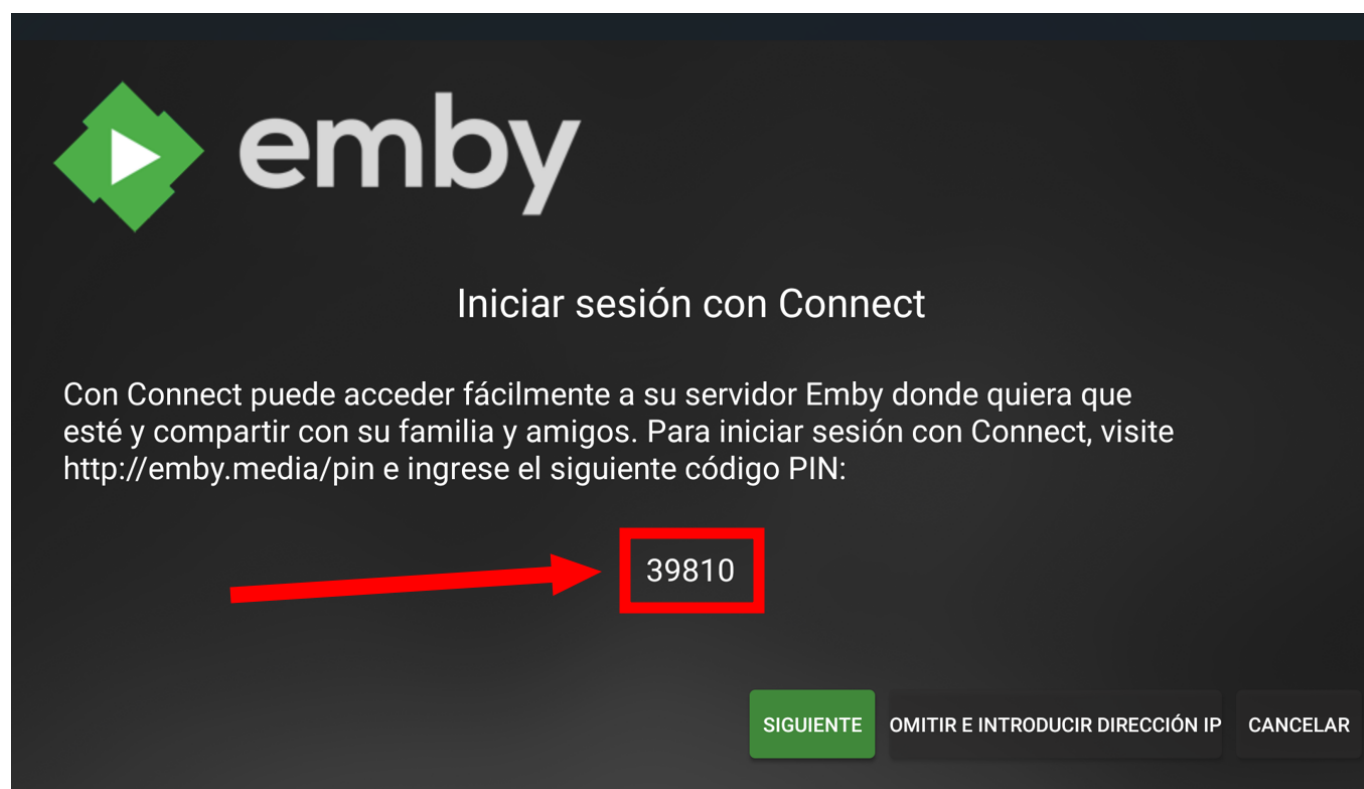 emby
Iniciar sesión con Connect
Con Connect puede acceder fácilmente a su servidor Emby donde quiera que
esté y compartir con su familia y amigos. Para iniciar sesión con Connect, visite
http://emby.media/pin e ingrese el siguiente código PIN:
39810
SIGUIENTE OMITIR E INTRODUCIR DIRECCIÓN IP CANCELAR